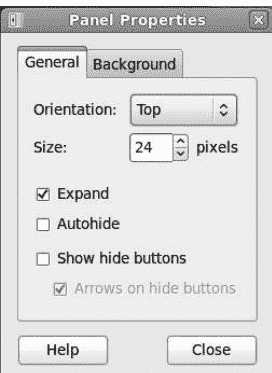 Panel Properties
General Background
Orientation: Top
Size: 24 pixels
Expand
Autohide
Show hide buttons
Arrows on hide buttons
Help Close